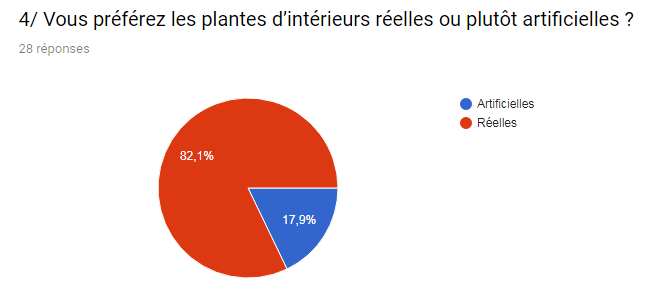 4/ Vous préférez les plantes d’intérieurs réelles ou plutôt artificielles ?
28 réponses
Artificielles
Réelles
82,1%
17,9%